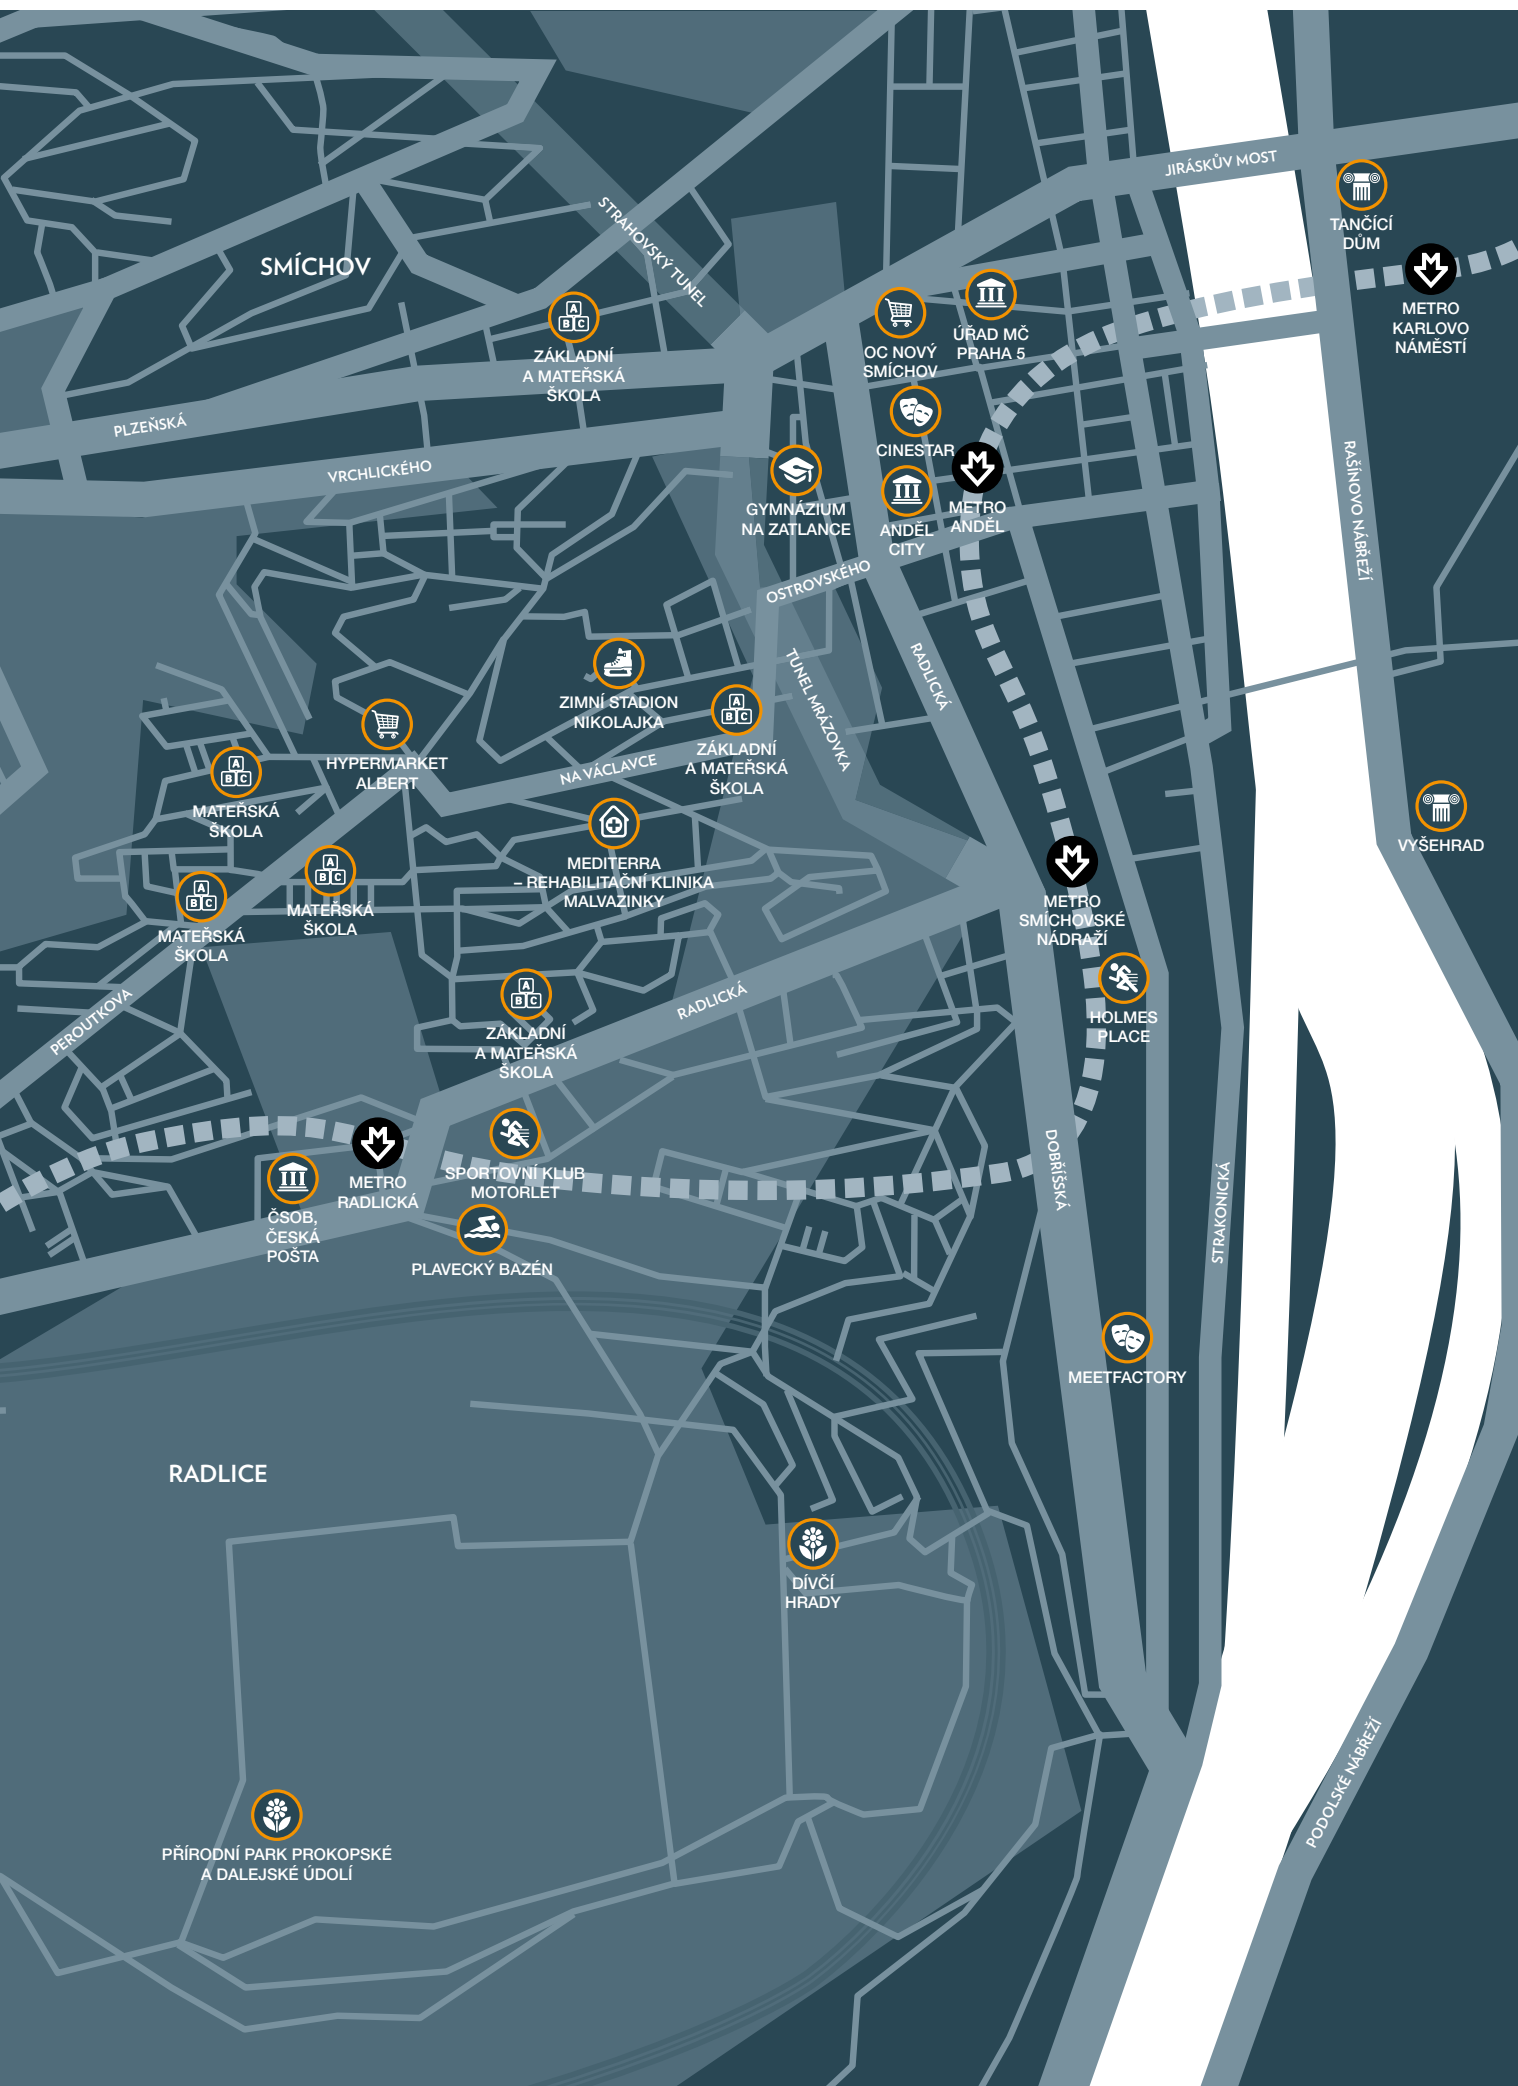 JIRÁSKŮV MOST
STRAHOVSKÝ TUNEL
TANČÍCÍ
DŮM
SMÍCHOV
METRO
KARLOVO
NÁMĚSTÍ
ÚŘAD MČ
PRAHA 5
OC NOVÝ
SMÍCHOV
A
B C
ZÁKLADNÍ
A MATEŘSKÁ
ŠKOLA
PLZEŇSKÁ
VRCHLICKÉHO
CINESTAR
RAŠÍNOVO NÁBŘEŽÍ
GYMNÁZIUM
NA ZATLANCE
ANDĚL
CITY
METRO
ANDĚL
OSTROVSKÉHO
RADLICKÁ
TUNEL MRÁZOVKA
ZIMNÍ STADION
NIKOLAJKA
A
B C
ZÁKLADNÍ
A MATEŘSKÁ
ŠKOLA
NA VÁCLAVCE
HYPERMARKET
ALBERT
A
B C
MATEŘSKÁ
ŠKOLA
VYŠEHRAD
MEDITERRA
– REHABILITAČNÍ KLINIKA
MALVAZINKY
A
B C
MATEŘSKÁ
ŠKOLA
A
B C
MATEŘSKÁ
ŠKOLA
METRO
SMÍCHOVSKÉ
NÁDRAŽÍ
HOLMES
PLACE
RADLICKÁ
PEROUTKOVA
A
B C
ZÁKLADNÍ
A MATEŘSKÁ
ŠKOLA
SPORTOVNÍ KLUB
MOTORLET
METRO
RADLICKÁ
DOBŘÍŠSKÁ
STRAKONICKÁ
ČSOB,
ČESKÁ
POŠTA
PLAVECKÝ BAZÉN
MEETFACTORY
RADLICE
DÍVČÍ
HRADY
PODOLSKÉ NÁBŘEŽÍ
PŘÍRODNÍ PARK PROKOPSKÉ
A DALEJSKÉ ÚDOLÍ